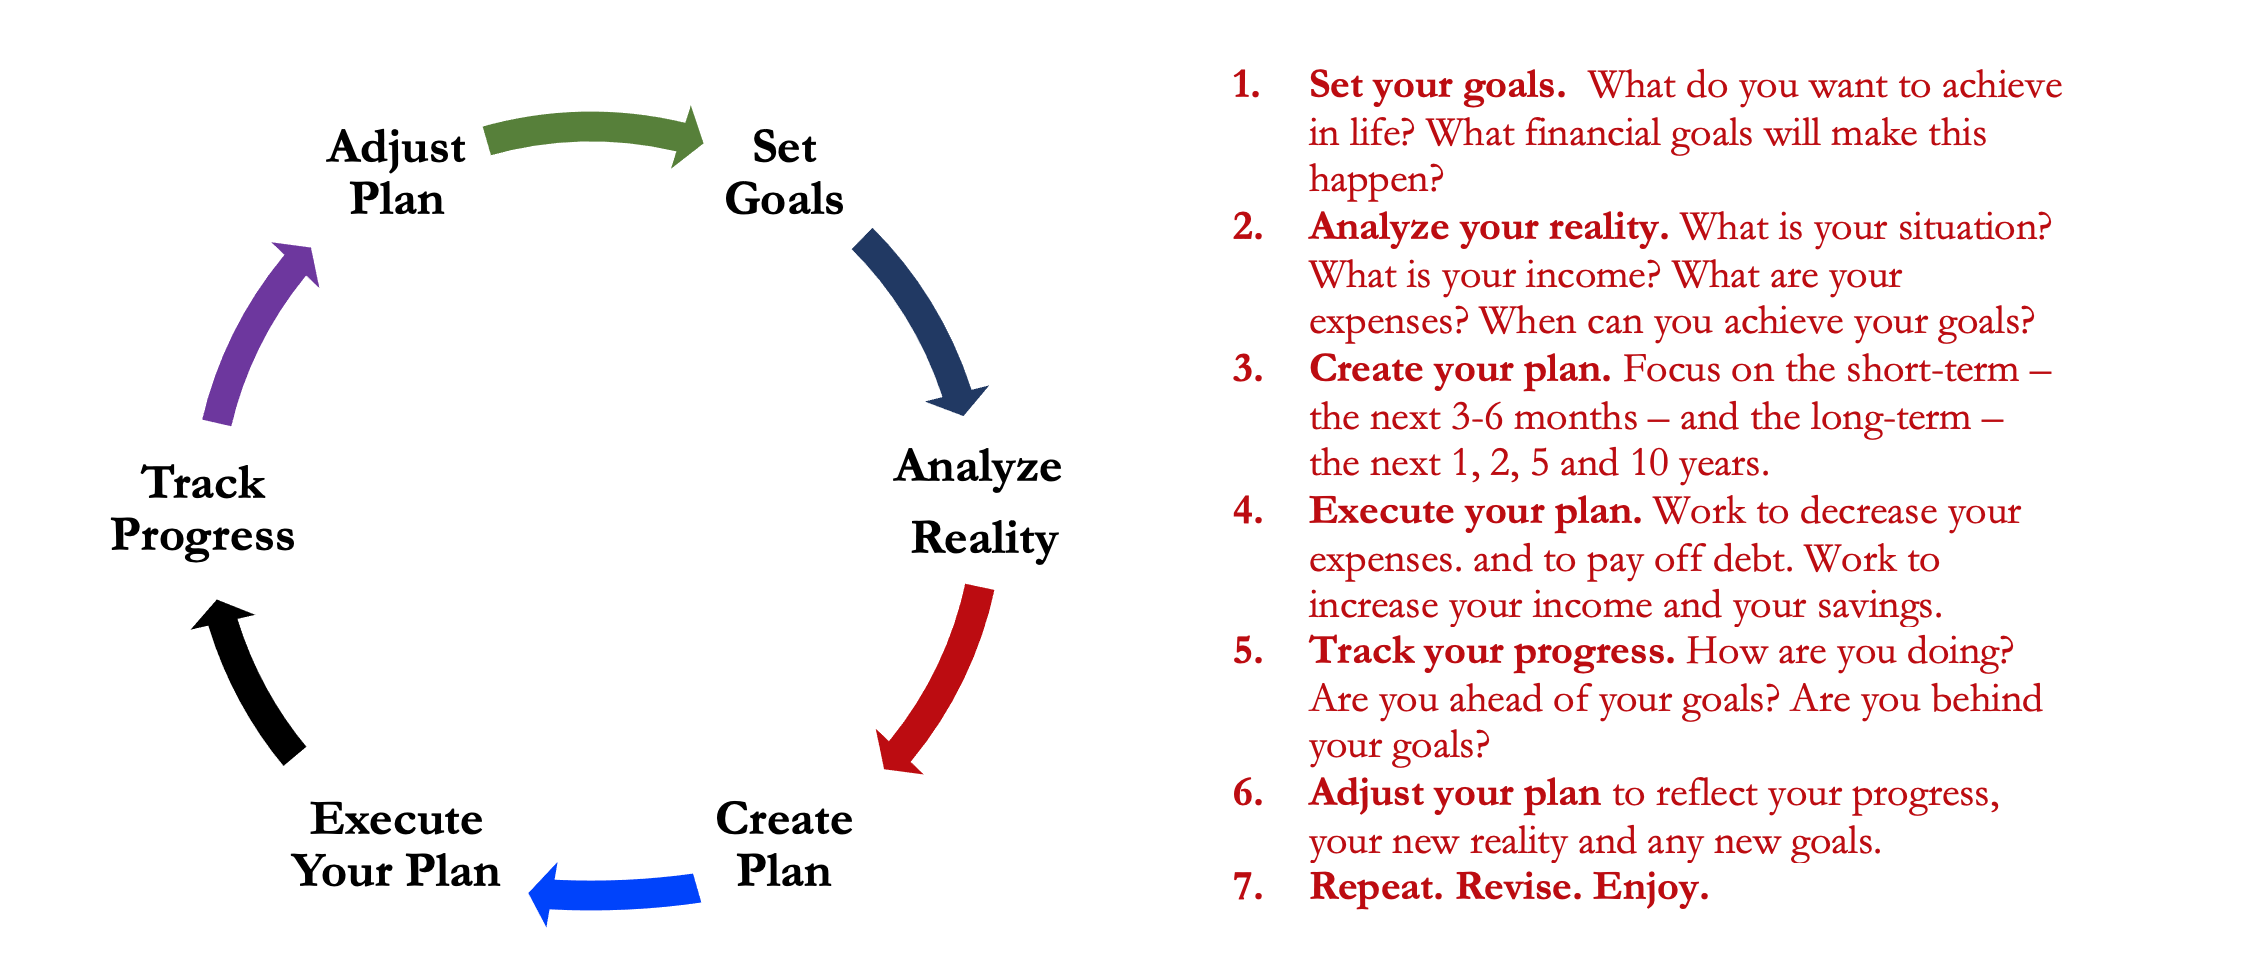 Adjust
Plan
Set
Goals
Analyze
Reality
Create
Plan
Execute
Your Plan
Track
Progress
1. Set your goals. What do you want to achieve
in life? What financial goals will make this
happen?
2. Analyze your reality. What is your situation?
What is your income? What are your
expenses? When can you achieve your goals?
3. Create your plan. Focus on the short-term –
the next 3-6 months – and the long-term –
the next 1, 2, 5 and 10 years.
4. Execute your plan. Work to decrease your
expenses. and to pay off debt. Work to
increase your income and your savings.
5. Track your progress. How are you doing?
Are you ahead of your goals? Are you behind
your goals?
6. Adjust your plan to reflect your progress,
your new reality and any new goals.
7. Repeat. Revise. Enjoy.